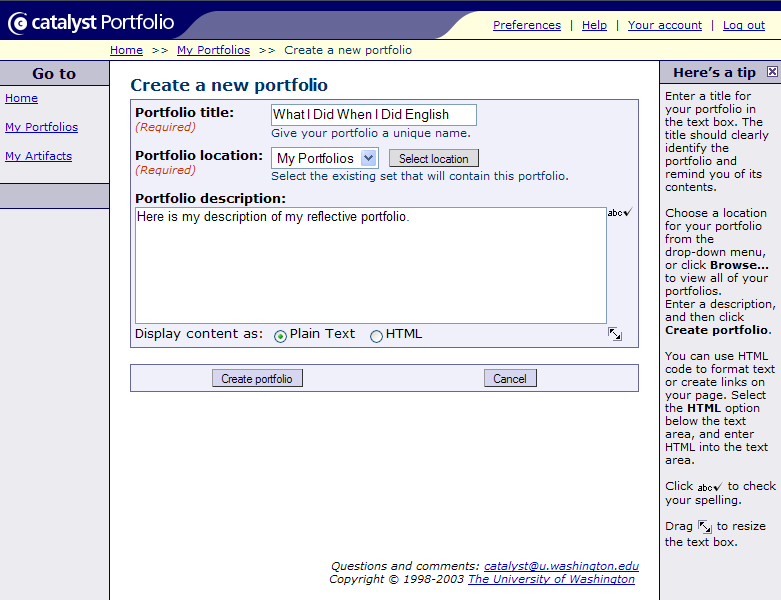 catalyst Portfolio
Preferences | Help | Your account | Log out
Home >> My Portfolios >> Create a new portfolio
Go to
Home
My Portfolios
My Artifacts
Create a new portfolio
Portfolio title:
(Required)
What I Did When I Did English
Give your portfolio a unique name.
Portfolio location:
(Required)
My Portfolios
Select location
Select the existing set that will contain this portfolio.
Portfolio description:
Here is my description of my reflective portfolio.
abc
Display content as: Plain Text HTML
Create portfolio
Cancel
Here's a tip
Enter a title for
your portfolio in
the text box. The
title should clearly
identify the
portfolio and
remind you of its
contents.
Choose a location
for your portfolio
from the
drop-down menu,
or click Browse...
to view all of your
portfolios.
Enter a description,
and then click
Create portfolio.
You can use HTML
code to format text
or create links on
your page. Select
the HTML option
below the text
area, and enter
HTML into the text
area.
Click abc to check
your spelling.
Drag to resize
the text box.
Questions and comments: catalyst@u.washington.edu
Copyright © 1998-2003 The University of Washington